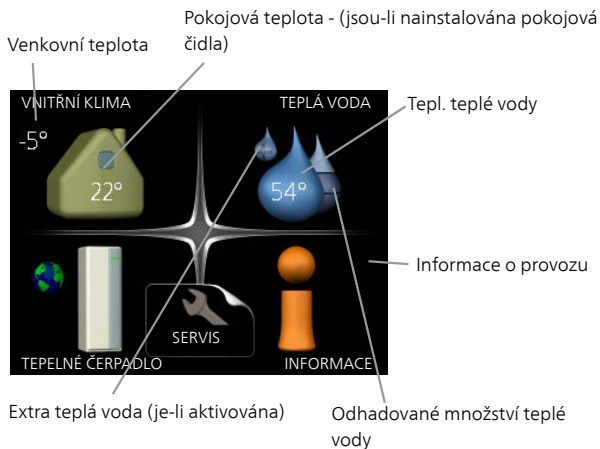 Pokojová teplota - (jsou-li nainstalována pokojová
čidla)
Venkovní teplota
VNITŘNÍ KLIMA
TEPLÁ VODA
Tepl. teplé vody
-5°
22°
54°
Informace o provozu
SERVIS
TEPELNÉ ČERPADLO
INFORMACE
Extra teplá voda (je-li aktivována)
Odhadované množství teplé
vody